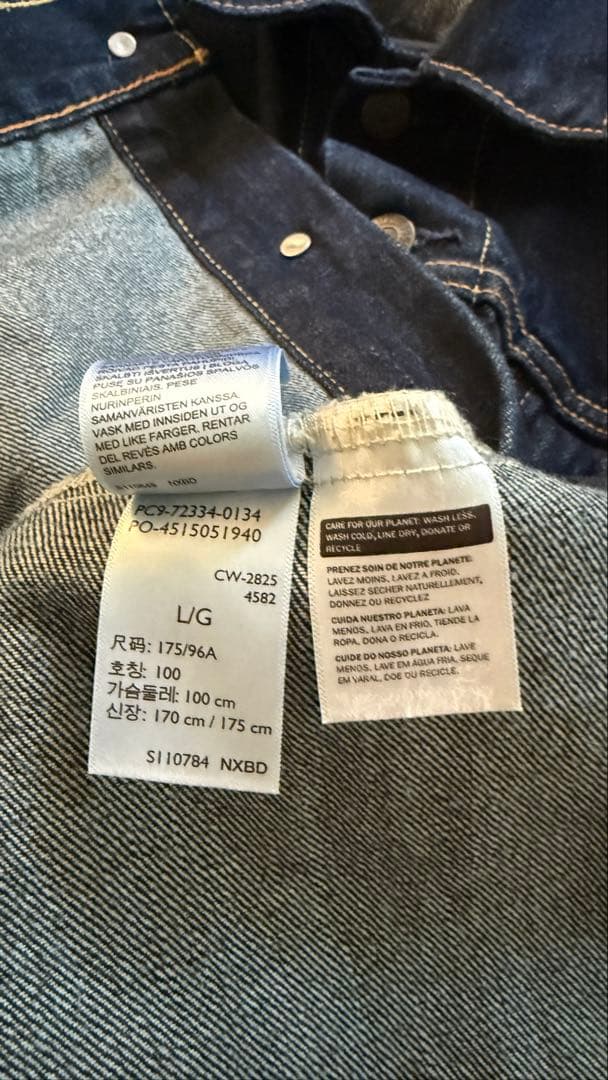 SKALBTI IŠVERTUS Į BLOGĄ
PUSĘ SU PANAŠIOS SPALVOS
SKALBINIAIS. PESE
NURINPERIN
SAMANVÄRISTEN KANSSA.
VASK MED INNSIDEN UT OG
MED LIKE FARGER. RENTAR
DEL REVÉS AMB COLORS
SIMILARS.
NXBD
PC9-72334-0134
PO-4515051940
CW-2825
4582
L/G
尺码: 175/96A
호칭: 100
가슴둘레: 100 cm
신장: 170 cm / 175 cm
S110784 NXBD
CARE FOR OUR PLANET: WASH LESS,
WASH COLD, LINE DRY, DONATE OR
RECYCLE
PRENEZ SOIN DE NOTRE PLANETE:
LAVEZ MOINS, LAVEZ A FROID,
LAISSEZ SECHER NATURELLEMENT,
DONNEZ OU RECYCLEZ
CUIDA NUESTRO PLANETA: LAVA
MENOS, LAVA EN FRIO, TIENDE LA
ROPA, DONA O RECICLA.
CUIDE DO NOSSO PLANETA: LAVE
MENOS, LAVE EM ÁGUA FRIA, SEQUE
EM VARAL, DOE OU RECICLE.